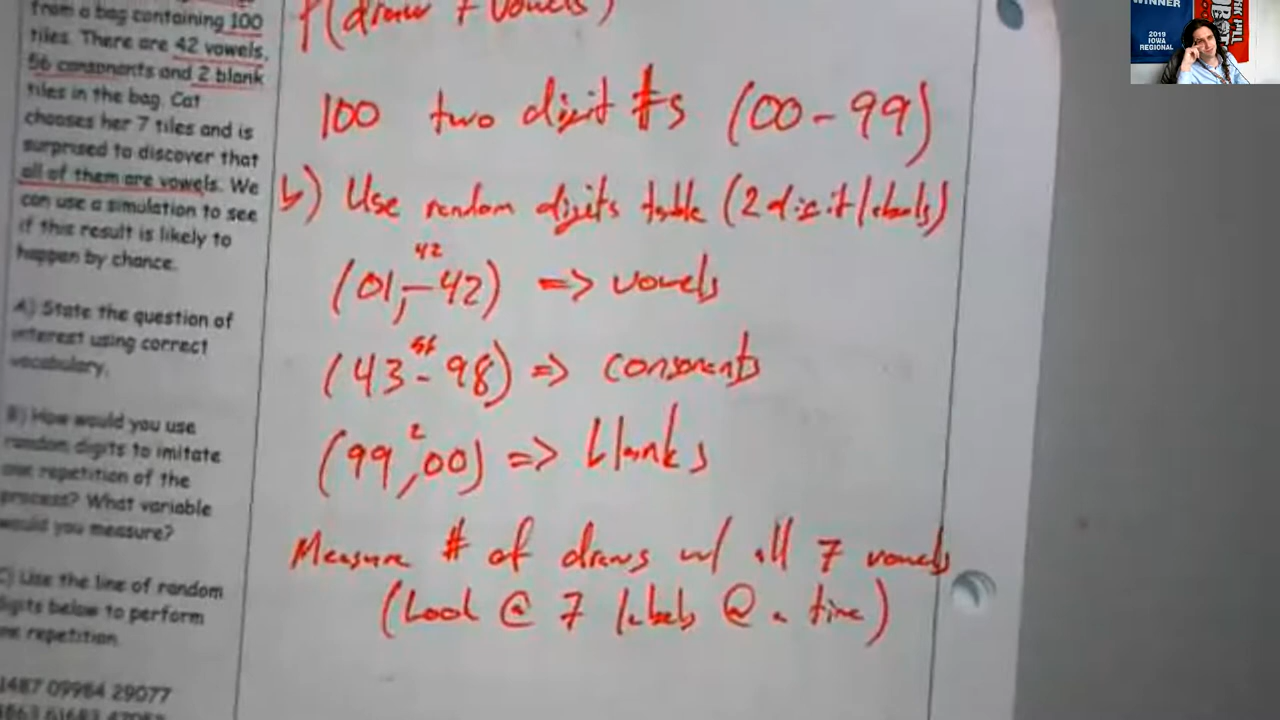 from a bag containing 100
tiles. There are 42 vowels,
56 consonants and 2 blank
tiles in the bag. Cat
chooses her 7 tiles and is
surprised to discover that
all of them are vowels. We
can use a simulation to see
if this result is likely to
happen by chance.
A) State the question of
interest using correct
vocabulary.
B) How would you use
random digits to imitate
one repetition of the
process? What variable
would you measure?
C) Use the line of random
digits below to perform
one repetition.
1487 09984 29077
P(draw 7 vowels)
100 two digit #s (00-99)
b) Use random digits table (2 digit labels)
42
(01,-42) => vowels
56
(43-98) => consonants
2
(99,00) => blanks
Measure # of draws w/ all 7 vowels
(Look @ 7 labels @ a time)
WINNER
2019
IOWA
REGIONAL